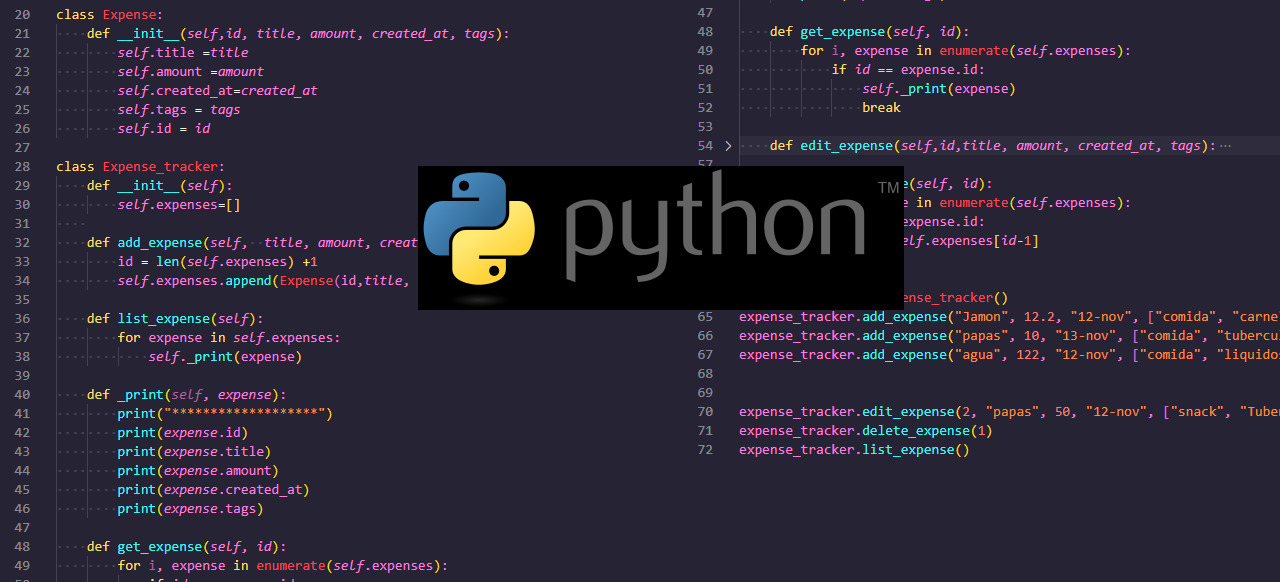 20 class Expense:
21 def __init__(self,id, title, amount, created_at, tags):
22 self.title =title
23 self.amount =amount
24 self.created_at=created_at
25 self.tags = tags
26 self.id = id
27
28 class Expense_tracker:
29 def __init__(self):
30 self.expenses=[]
31
32 def add_expense(self, title, amount, creat
33 id = len(self.expenses) +1
34 self.expenses.append(Expense(id,title,
35
36 def list_expense(self):
37 for expense in self.expenses:
38 self._print(expense)
39
40 def _print(self, expense):
41 print("*******************")
42 print(expense.id)
43 print(expense.title)
44 print(expense.amount)
45 print(expense.created_at)
46 print(expense.tags)
47
48 def get_expense(self, id):
49 for i, expense in enumerate(self.expenses):
python
TM
47
48 def get_expense(self, id):
49 for i, expense in enumerate(self.expenses):
50 if id == expense.id:
51 self._print(expense)
52 break
53
54 def edit_expense(self,id,title, amount, created_at, tags):
57
e(self, id):
e in enumerate(self.expenses):
expense.id:
elf.expenses[id-1]
ense_tracker()
65 expense_tracker.add_expense("Jamon", 12.2, "12-nov", ["comida", "carne
66 expense_tracker.add_expense("papas", 10, "13-nov", ["comida", "tubercu
67 expense_tracker.add_expense("agua", 122, "12-nov", ["comida", "liquidos
68
69
70 expense_tracker.edit_expense(2, "papas", 50, "12-nov", ["snack", "Tuber
71 expense_tracker.delete_expense(1)
72 expense_tracker.list_expense()